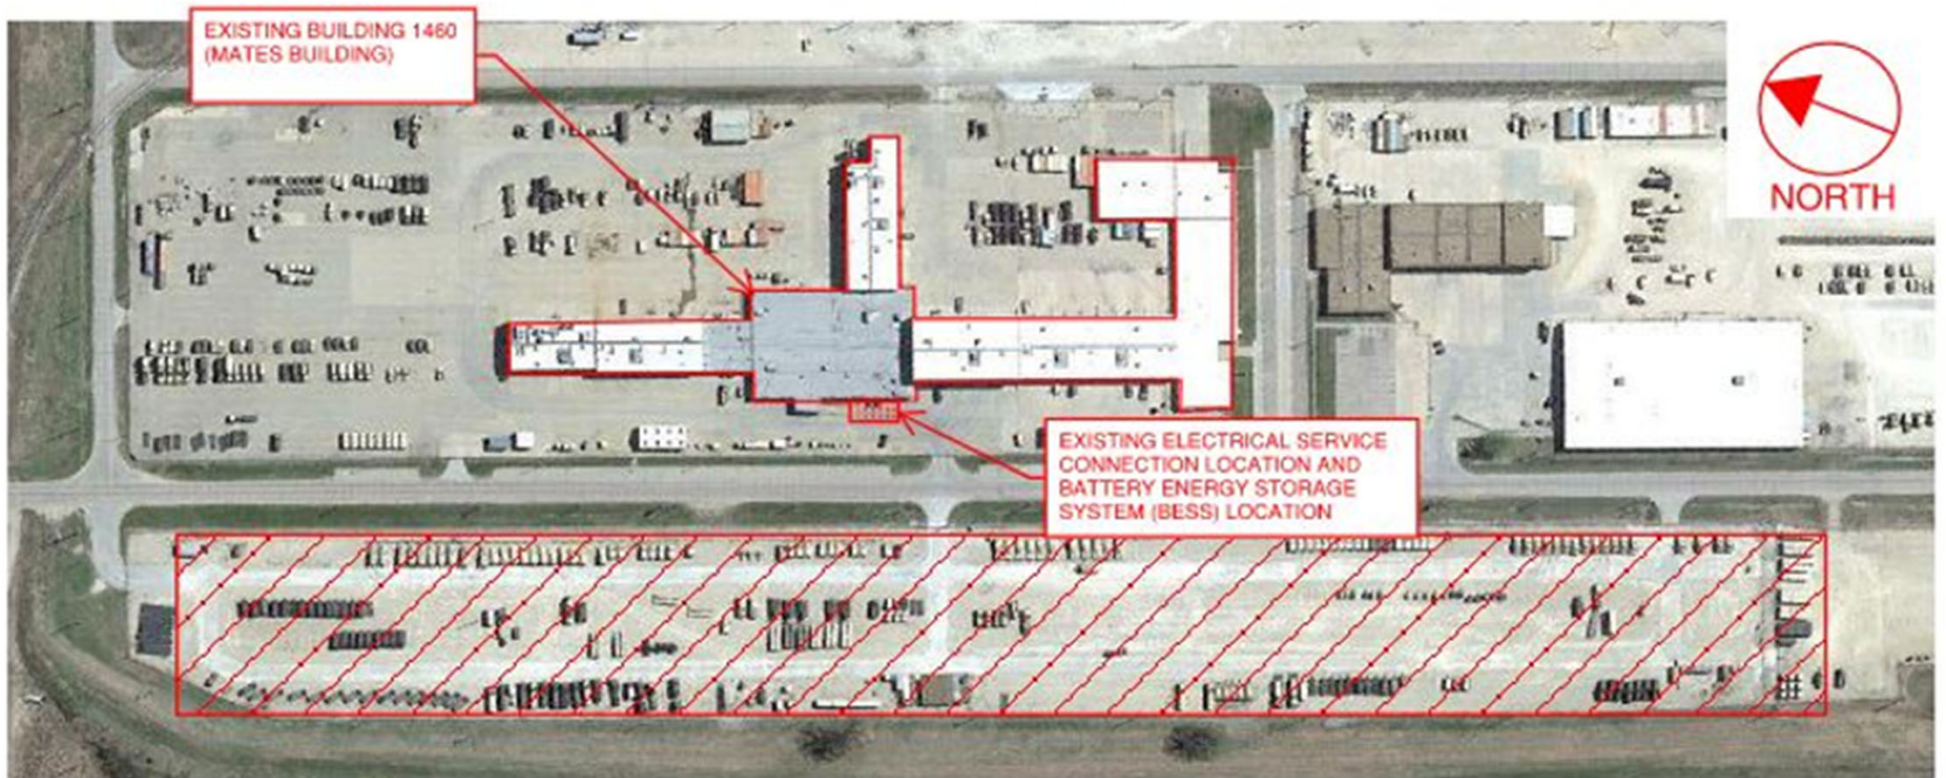 EXISTING BUILDING 1460
(MATES BUILDING)
NORTH
EXISTING ELECTRICAL SERVICE
CONNECTION LOCATION AND
BATTERY ENERGY STORAGE
SYSTEM (BESS) LOCATION